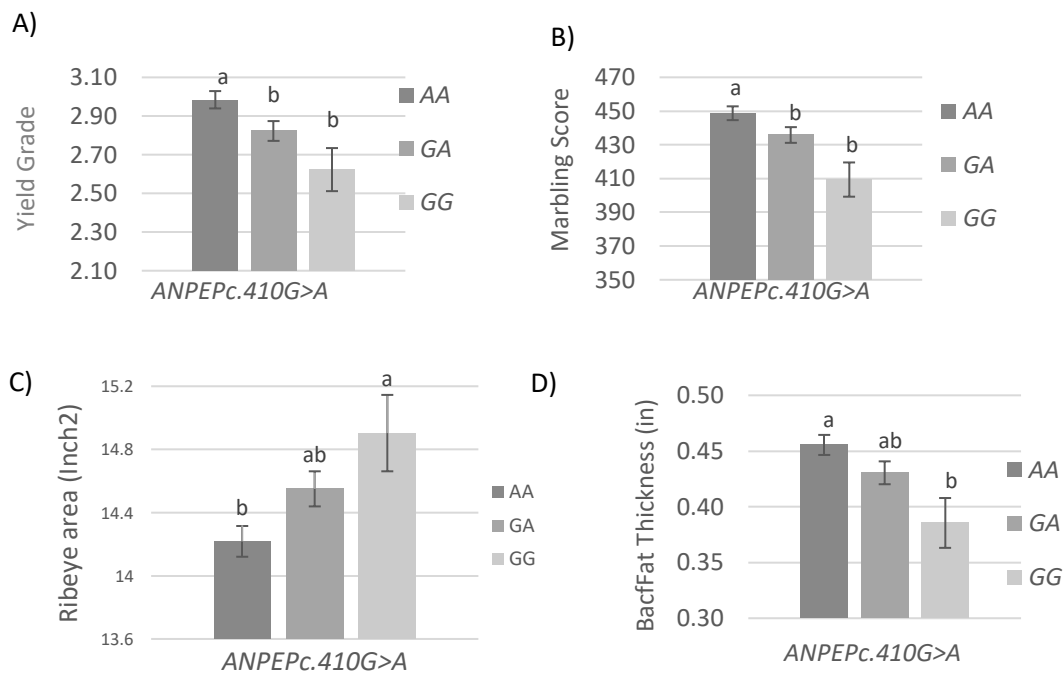 A)
Yield Grade
3.10
2.90
2.70
2.50
2.30
2.10
a
b
b
AA
GA
GG
ANPEPc.410G>A
B)
Marbling Score
470
450
430
410
390
370
350
a
b
b
AA
GA
GG
ANPEPc.410G>A
C)
Ribeye area (Inch2)
15.2
14.8
14.4
14
13.6
b
ab
a
AA
GA
GG
ANPEPc.410G>A
D)
BacfFat Thickness (in)
0.50
0.45
0.40
0.35
0.30
a
ab
b
AA
GA
GG
ANPEPc.410G>A